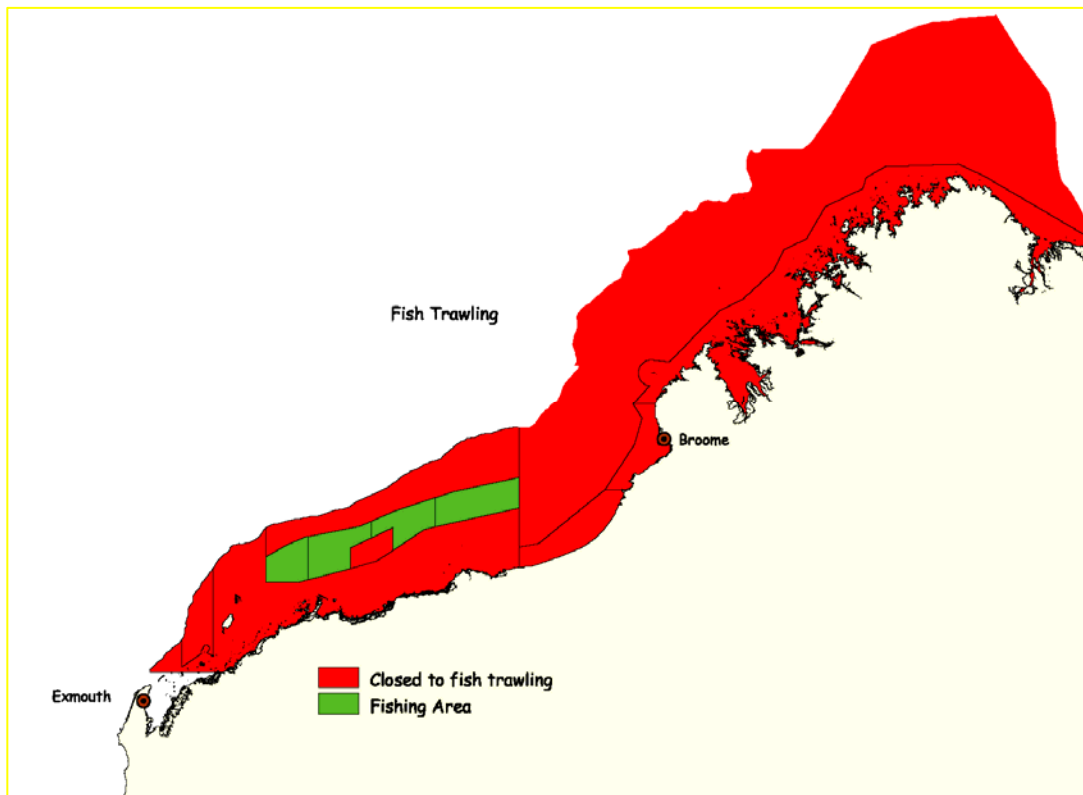 Fish Trawling
Broome
Exmouth
Closed to fish trawling
Fishing Area